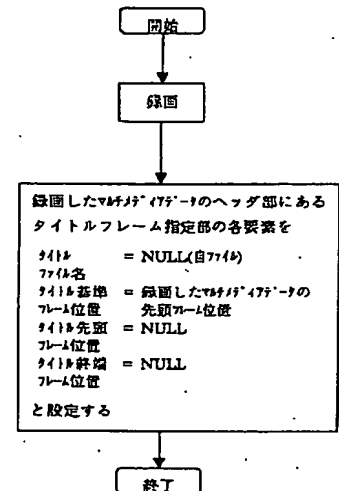 開始
録画
録画したﾏﾙﾁﾒﾃﾞｨｱﾃﾞｰﾀのヘッダ部にある
タイトルフレーム指定部の各要素を
ﾀｲﾄﾙ = NULL(自ﾌｧｲﾙ)
ﾌｧｲﾙ名
ﾀｲﾄﾙ基準 = 録画したﾏﾙﾁﾒﾃﾞｨｱﾃﾞｰﾀの
ﾌﾚｰﾑ位置 先頭ﾌﾚｰﾑ位置
ﾀｲﾄﾙ先頭 = NULL
ﾌﾚｰﾑ位置
ﾀｲﾄﾙ終端 = NULL
ﾌﾚｰﾑ位置
と設定する
終了